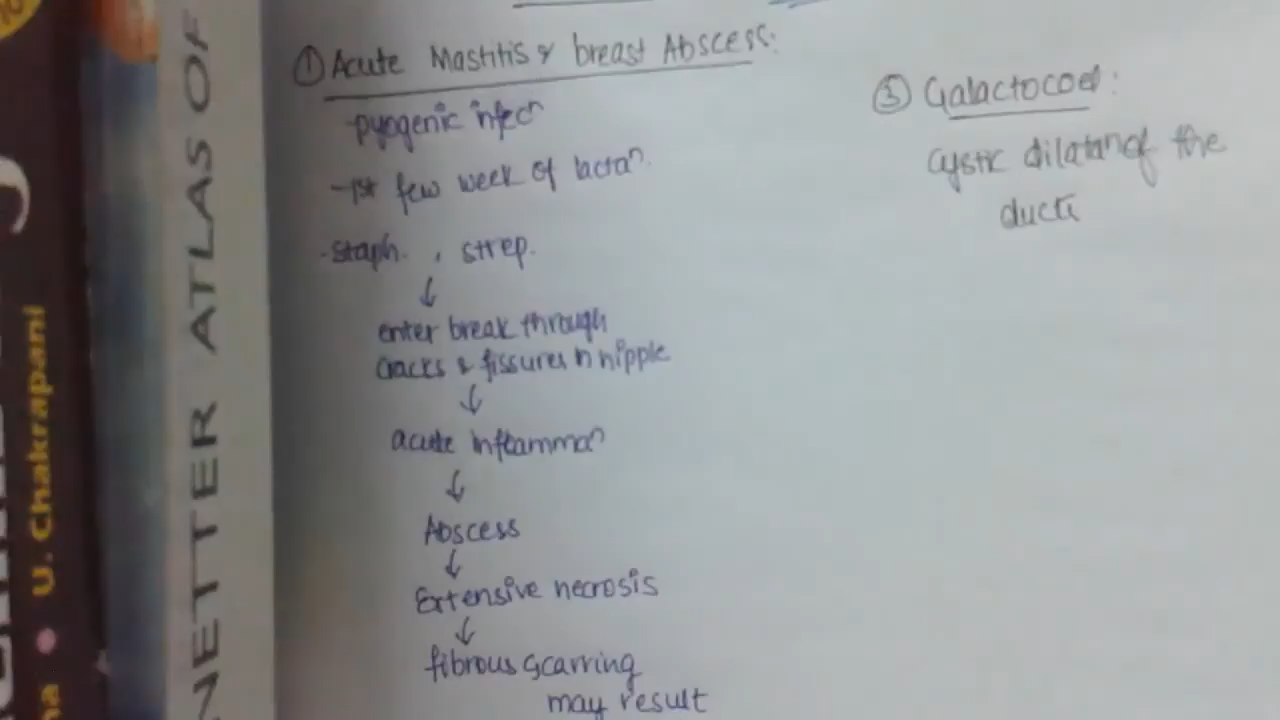 ① Acute Mastitis & breast Abscess:
-pyogenic infecn
-1st few week of lactan.
-staph. , strep.
↓
enter break through
cracks & fissures in nipple
↓
acute inflamman
↓
Abscess
↓
Extensive necrosis
↓
fibrous scarring
may result
⑤ Galactocoel:
cystic dilatan of the
duct
NETTER ATLAS OF
U. Chakrapani